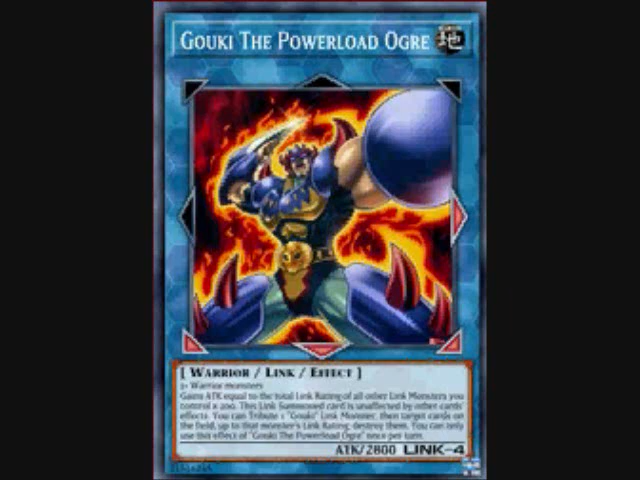 GOUKI THE POWERLOAD OGRE
地
[ WARRIOR / LINK / EFFECT ]
2+ Warrior monsters
Gains ATK equal to the total Link Rating of all other Link Monsters you
control x 200. This Link Summoned card is unaffected by other cards'
effects. You can Tribute 1 "Gouki" Link Monster, then target cards on
the field, up to that monster's Link Rating; destroy them. You can only
use this effect of "Gouki The Powerload Ogre" once per turn.
ATK/2800 LINK-4